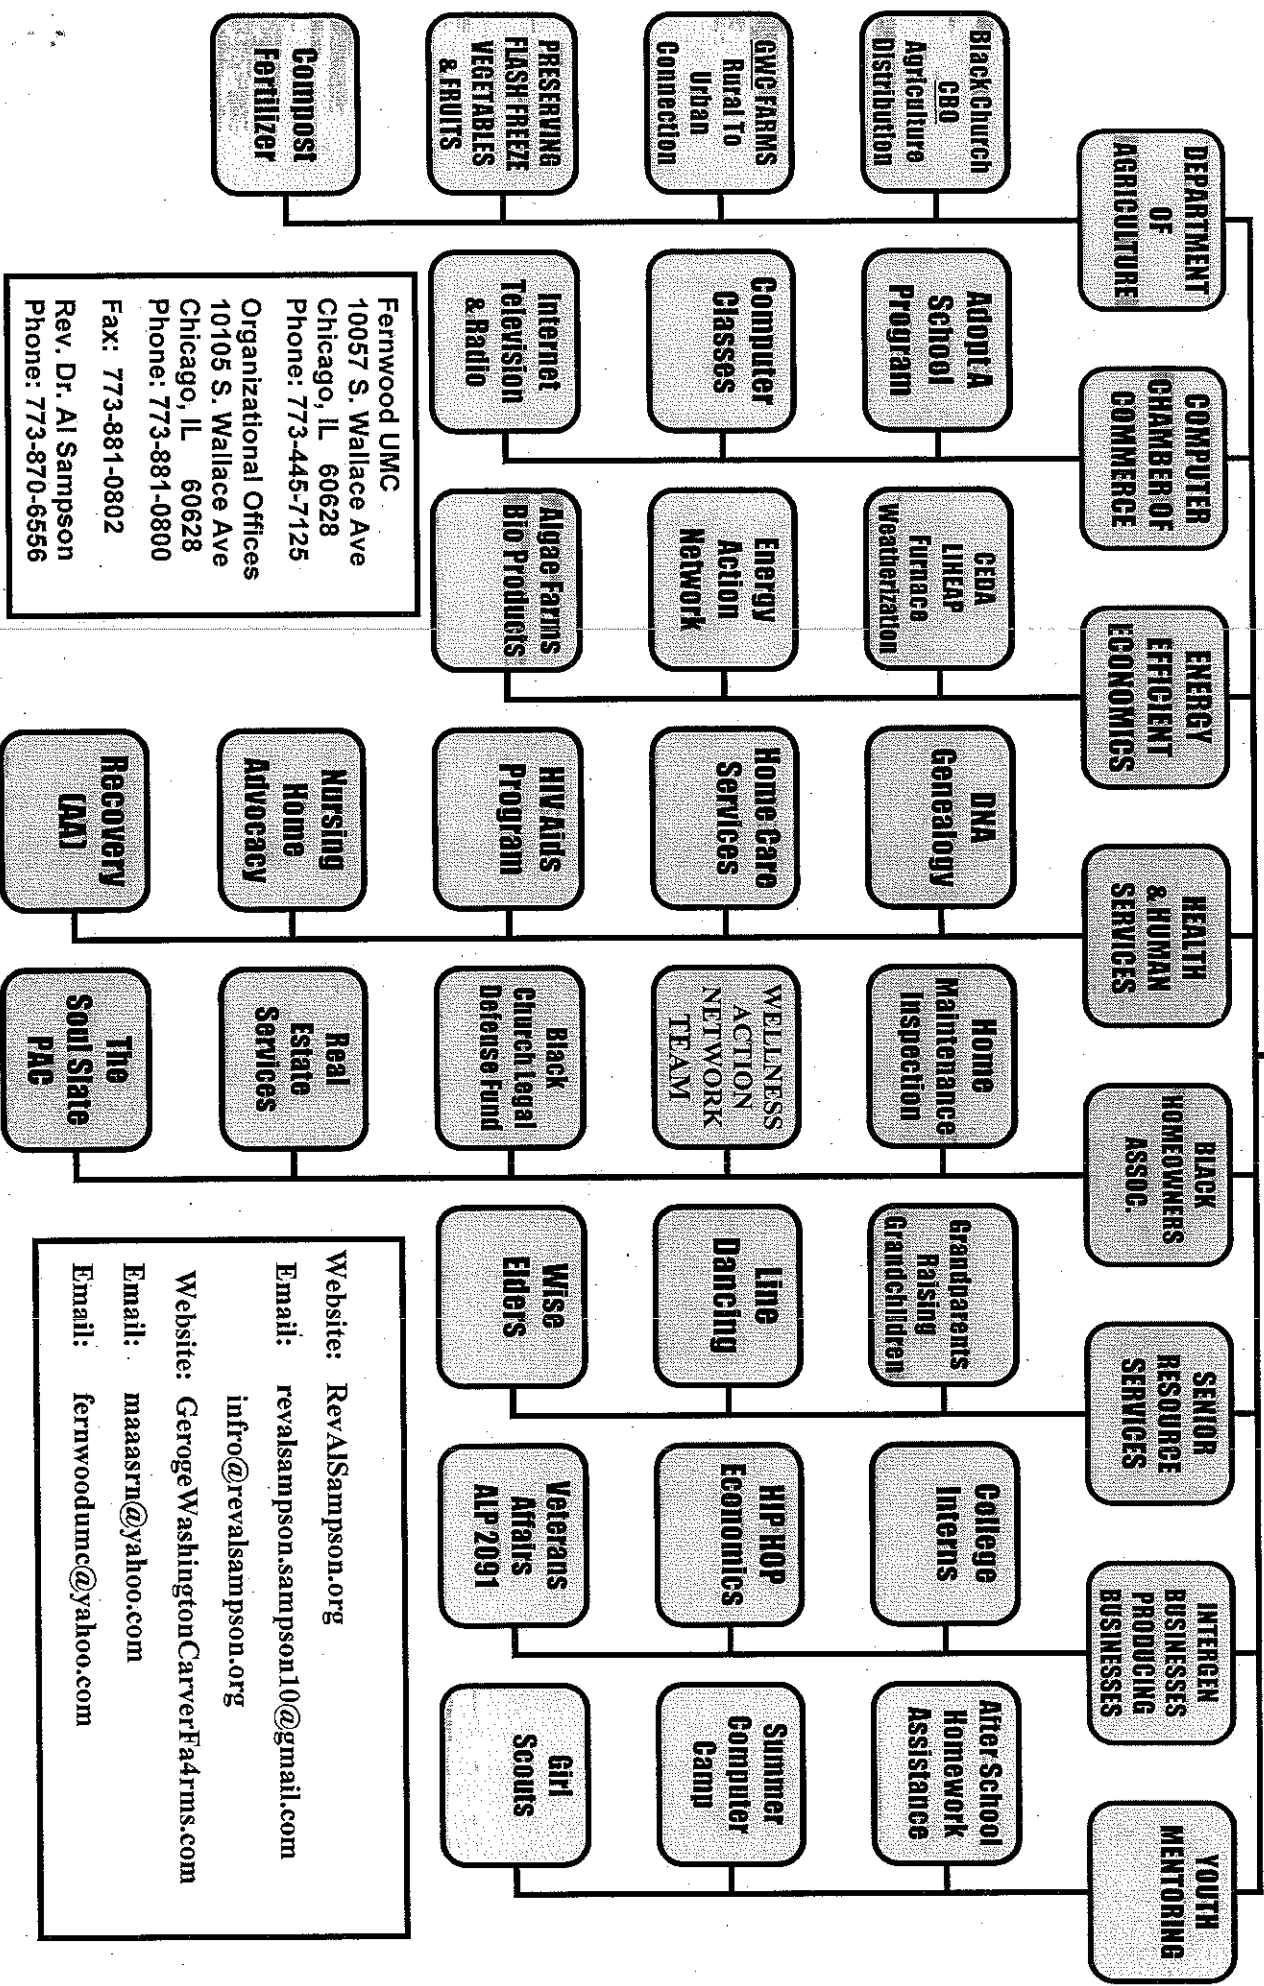 DEPARTMENT
OF
AGRICULTURE
Black Church
CBO
Agriculture
Distribution
GWC FARMS
Rural To
Urban
Connection
PRESERVING
FLASH FREEZE
VEGETABLES
& FRUITS
Compost
Fertilizer
COMPUTER
CHAMBER OF
COMMERCE
Adopt A
School
Program
Computer
Classes
Internet
Television
& Radio
ENERGY
EFFICIENT
ECONOMICS
CEDA
LIHEAP
Furnace
Weatherization
Energy
Action
Network
Algae Farms
Bio Products
HEALTH
& HUMAN
SERVICES
DNA
Genealogy
Home Care
Services
HIV Aids
Program
Nursing
Home
Advocacy
Recovery
(AA)
BLACK
HOMEOWNERS
ASSOC.
Home
Maintenance
Inspection
WELLNESS
ACTION
NETWORK
TEAM
Black
Church Legal
Defense Fund
Real
Estate
Services
The
Soul Slate
PAC
SENIOR
RESOURCE
SERVICES
Grandparents
Raising
Grandchildren
Line
Dancing
Wise
Elders
INTERGEN
BUSINESSES
PRODUCING
BUSINESSES
College
Interns
HIP HOP
Economics
Veterans
Affairs
ALP 2091
YOUTH
MENTORING
After School
Homework
Assistance
Summer
Computer
Camp
Girl
Scouts
Fernwood UMC
10057 S. Wallace Ave
Chicago, IL 60628
Phone: 773-445-7125
Organizational Offices
10105 S. Wallace Ave
Chicago, IL 60628
Phone: 773-881-0800
Fax: 773-881-0802
Rev. Dr. Al Sampson
Phone: 773-870-6556
Website: RevAlSampson.org
Email: revalsampson.sampson10@gmail.com
infro@revalsampson.org
Website: GerogeWashingtonCarverFa4rms.com
Email: maaasrn@yahoo.com
Email: fernwoodumc@yahoo.com